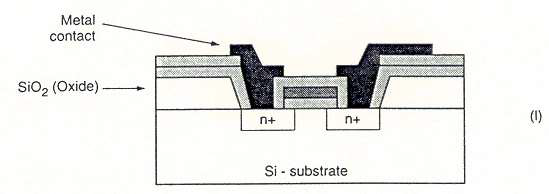 Metal
contact
SiO₂ (Oxide)
n+
n+
(I)
Si - substrate